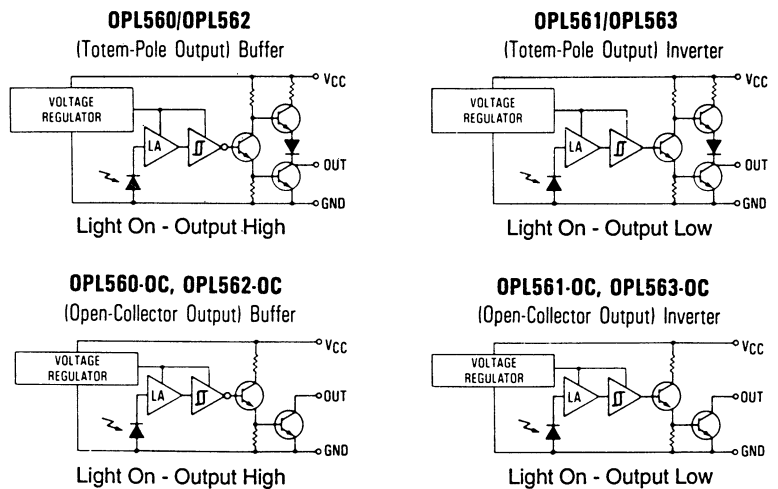 OPL560/OPL562
(Totem-Pole Output) Buffer
VCC
VOLTAGE
REGULATOR
LA
OUT
GND
Light On - Output High
OPL561/OPL563
(Totem-Pole Output) Inverter
VCC
VOLTAGE
REGULATOR
LA
OUT
GND
Light On - Output Low
OPL560-OC, OPL562-OC
(Open-Collector Output) Buffer
VCC
VOLTAGE
REGULATOR
LA
OUT
GND
Light On - Output High
OPL561-OC, OPL563-OC
(Open-Collector Output) Inverter
VCC
VOLTAGE
REGULATOR
LA
OUT
GND
Light On - Output Low